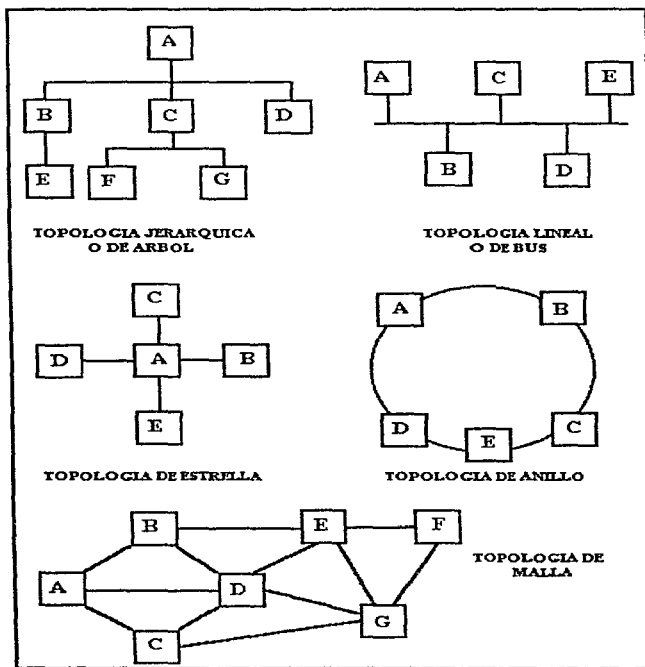 A
B C D
E F G
TOPOLOGIA JERARQUICA
O DE ARBOL
A C E
B D
TOPOLOGIA LINEAL
O DE BUS
C
D A B
E
TOPOLOGIA DE ESTRELLA
A B
D E C
TOPOLOGIA DE ANILLO
B E F
A D
C G
TOPOLOGIA DE
MALLA